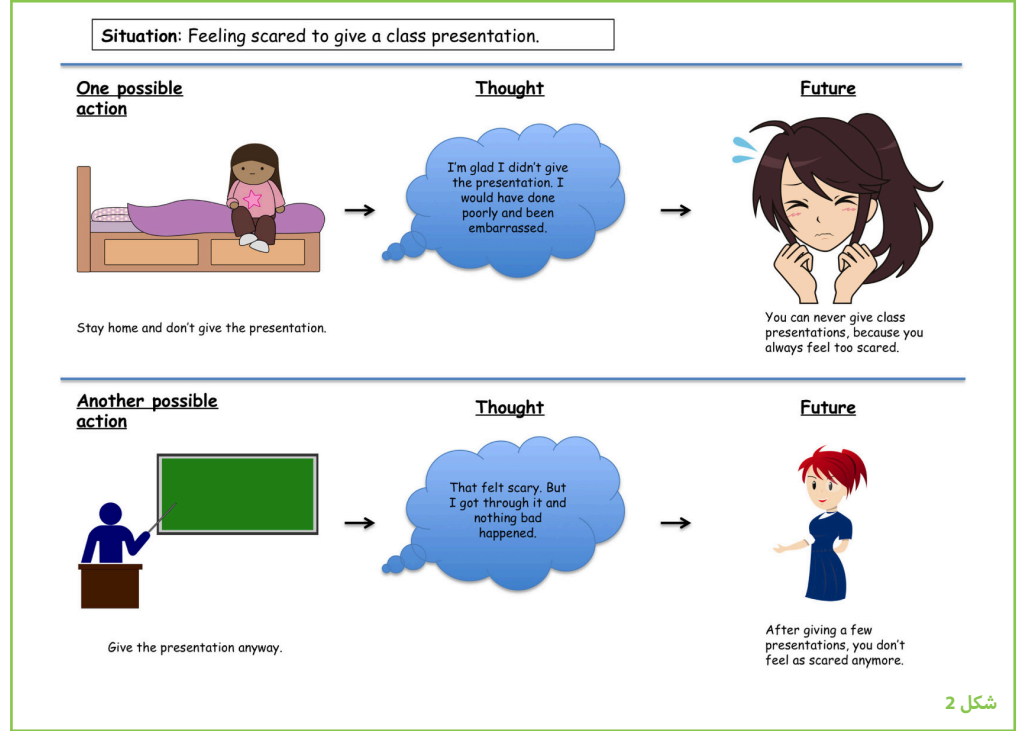 Situation: Feeling scared to give a class presentation.
One possible
action
Thought
Future
I'm glad I didn't give
the presentation. I
would have done
poorly and been
embarrassed.
Stay home and don't give the presentation.
You can never give class
presentations, because you
always feel too scared.
Another possible
action
Thought
Future
That felt scary. But
I got through it and
nothing bad
happened.
Give the presentation anyway.
After giving a few
presentations, you don't
feel as scared anymore.
شكل 2